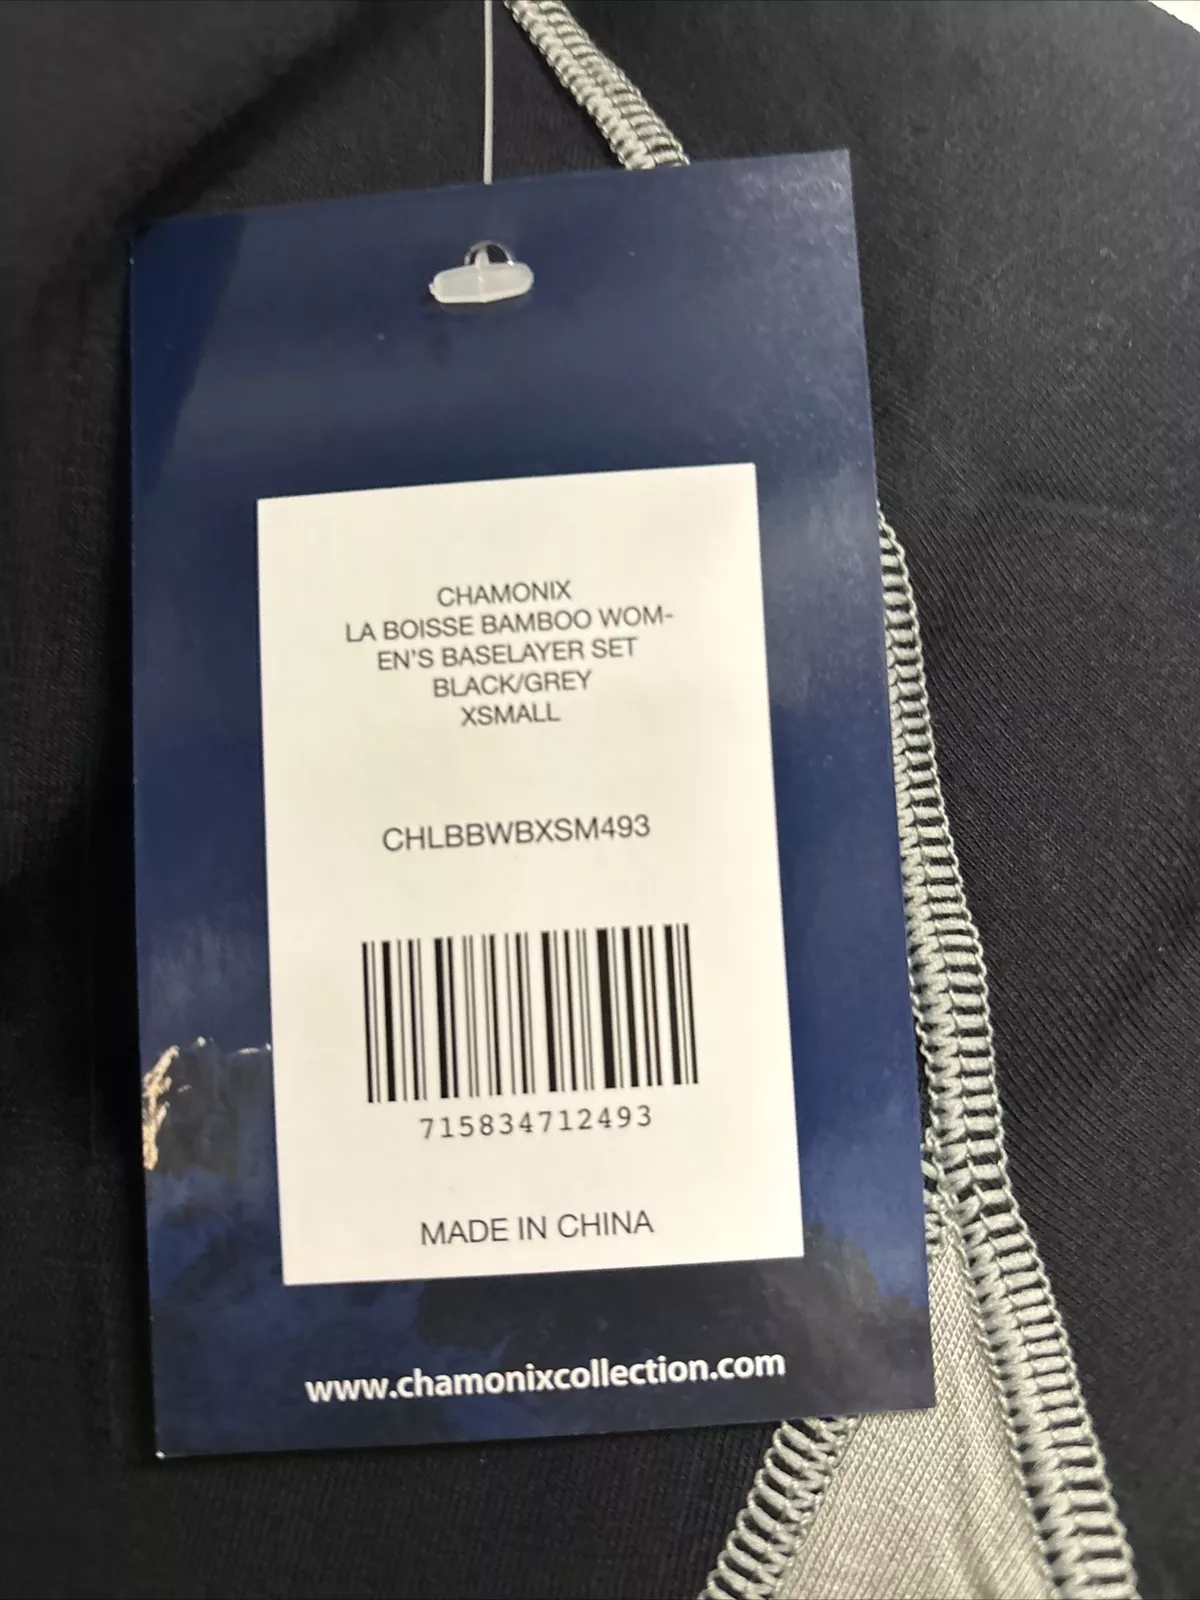 CHAMONIX
LA BOISSE BAMBOO WOM-
EN'S BASELAYER SET
BLACK/GREY
XSMALL
CHLBBWBXSM493
715834712493
MADE IN CHINA
www.chamonixcollection.com